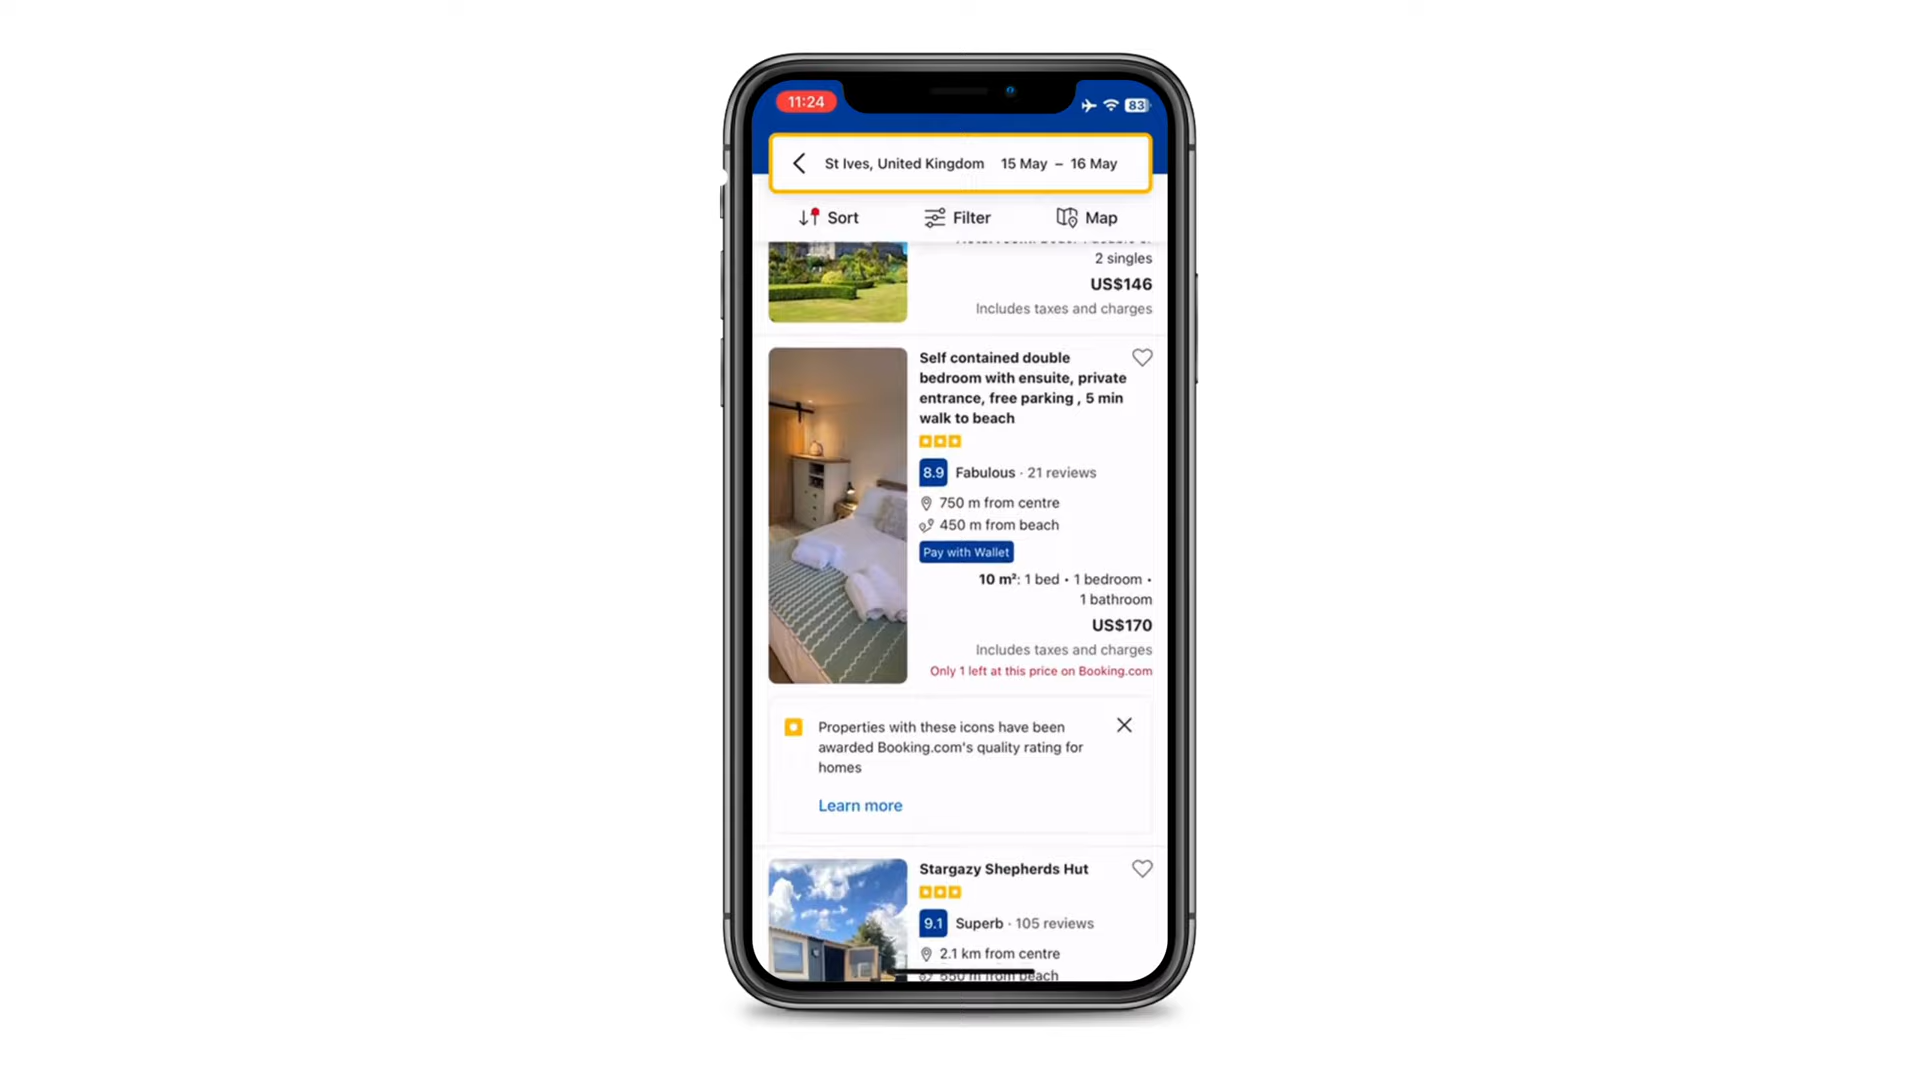 11:24
83
St Ives, United Kingdom 15 May – 16 May
Sort
Filter
Map
2 singles
US$146
Includes taxes and charges
Self contained double
bedroom with ensuite, private
entrance, free parking , 5 min
walk to beach
8.9 Fabulous · 21 reviews
750 m from centre
450 m from beach
Pay with Wallet
10 m²: 1 bed • 1 bedroom •
1 bathroom
US$170
Includes taxes and charges
Only 1 left at this price on Booking.com
Properties with these icons have been
awarded Booking.com's quality rating for
homes
Learn more
Stargazy Shepherds Hut
9.1 Superb · 105 reviews
2.1 km from centre
550 m from beach